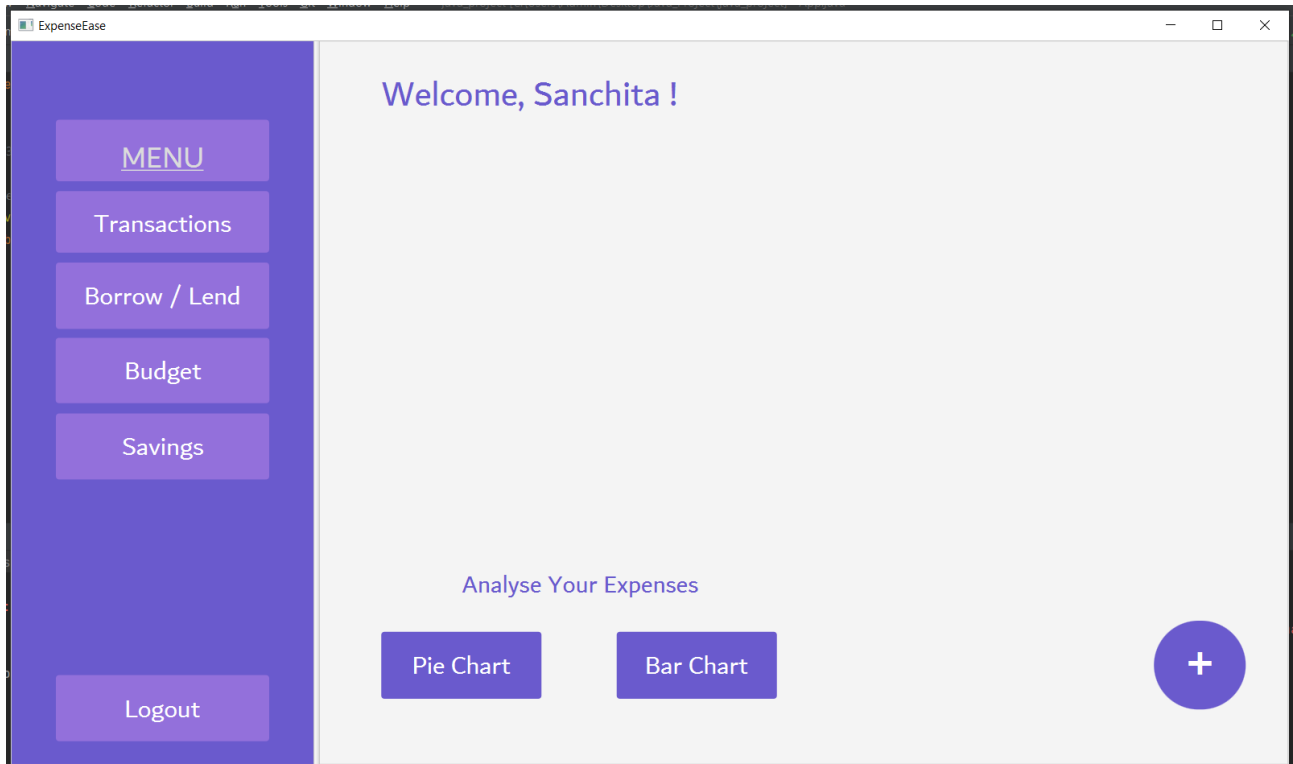 ExpenseEase
Welcome, Sanchita !
MENU
Transactions
Borrow / Lend
Budget
Savings
Analyse Your Expenses
Pie Chart
Bar Chart
+
Logout